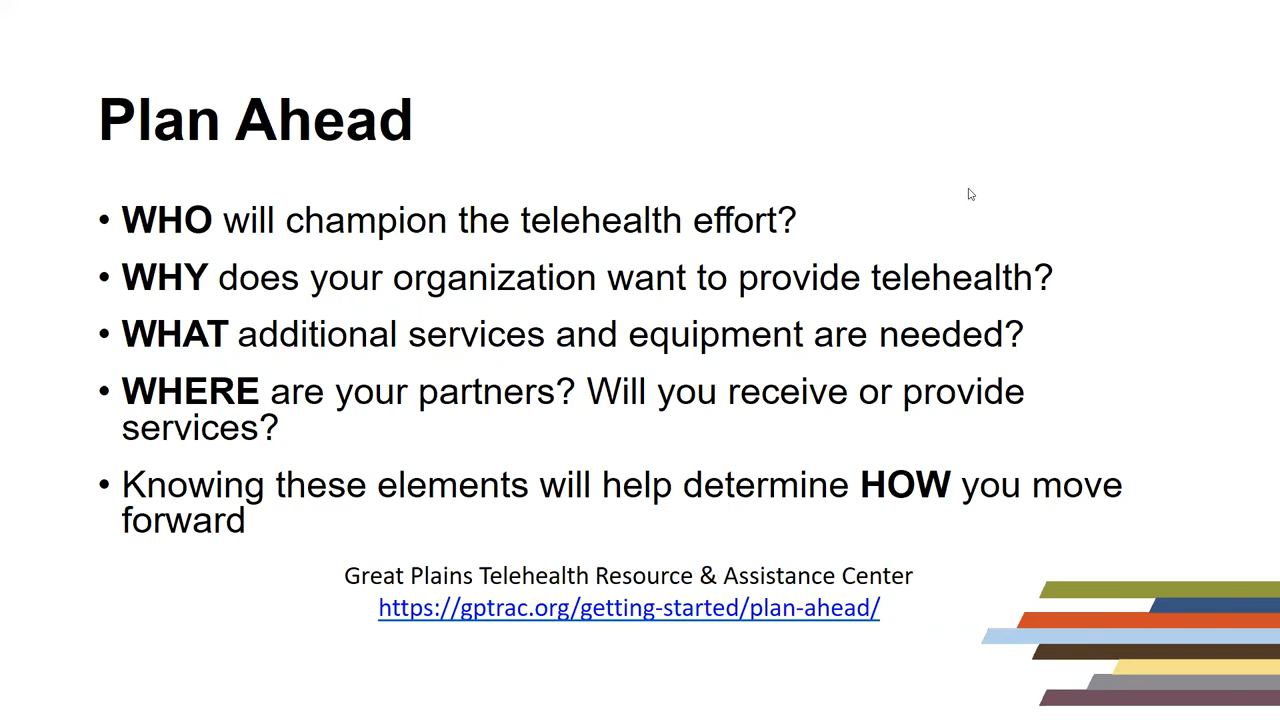 Plan Ahead
• WHO will champion the telehealth effort?
• WHY does your organization want to provide telehealth?
• WHAT additional services and equipment are needed?
• WHERE are your partners? Will you receive or provide
services?
• Knowing these elements will help determine HOW you move
forward
Great Plains Telehealth Resource & Assistance Center
https://gptrac.org/getting-started/plan-ahead/